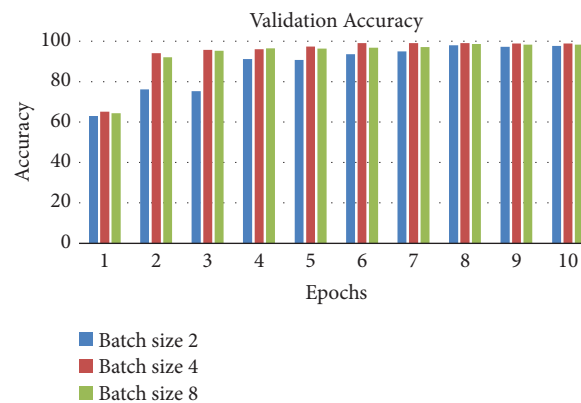 Validation Accuracy
100
80
60
40
20
0
Accuracy
1 2 3 4 5 6 7 8 9 10
Epochs
Batch size 2
Batch size 4
Batch size 8